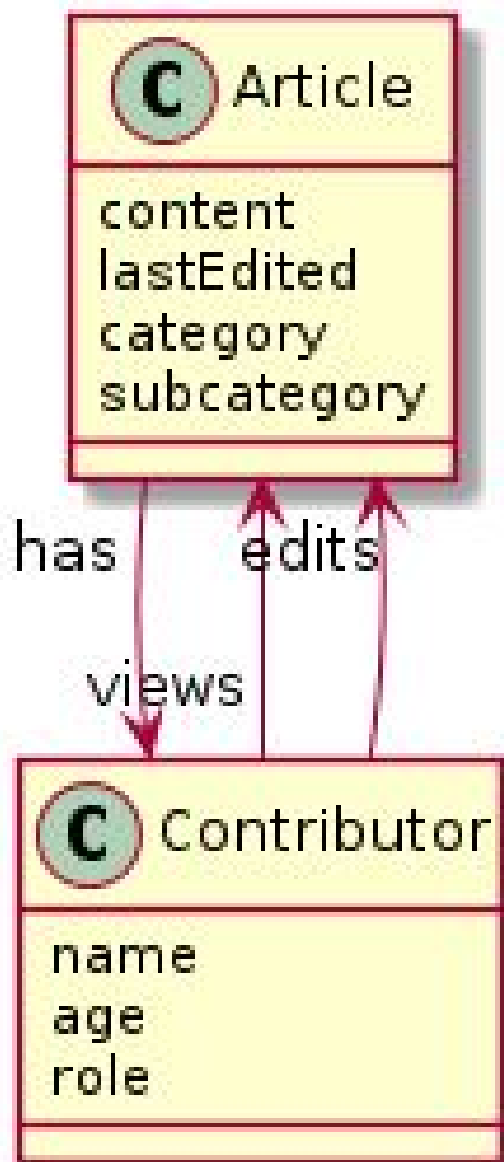 C Article
content
lastEdited
category
subcategory
has
edits
views
C Contributor
name
age
role